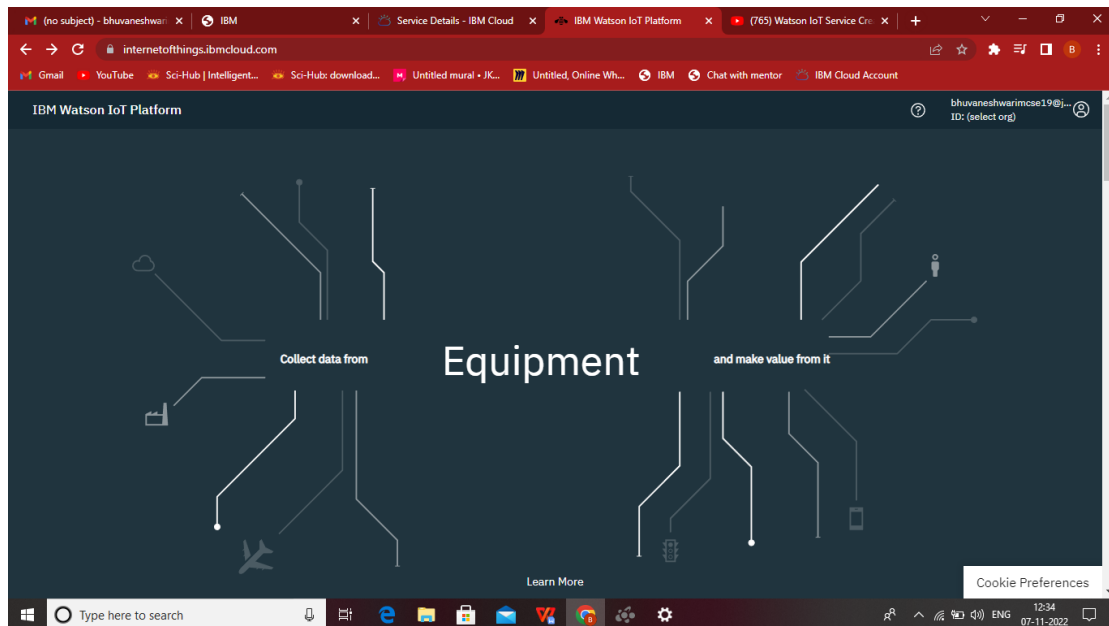 (no subject) - bhuvaneshwari
IBM
Service Details - IBM Cloud
IBM Watson IoT Platform
(765) Watson IoT Service Cre
internetofthings.ibmcloud.com
B
Gmail
YouTube
Sci-Hub | Intelligent...
Sci-Hub: download...
Untitled mural • JK...
Untitled, Online Wh...
IBM
Chat with mentor
IBM Cloud Account
IBM Watson IoT Platform
bhuvaneshwarimcse19@j...
ID: (select org)
Collect data from
Equipment
and make value from it
Learn More
Cookie Preferences
Type here to search
ENG
12:34
07-11-2022